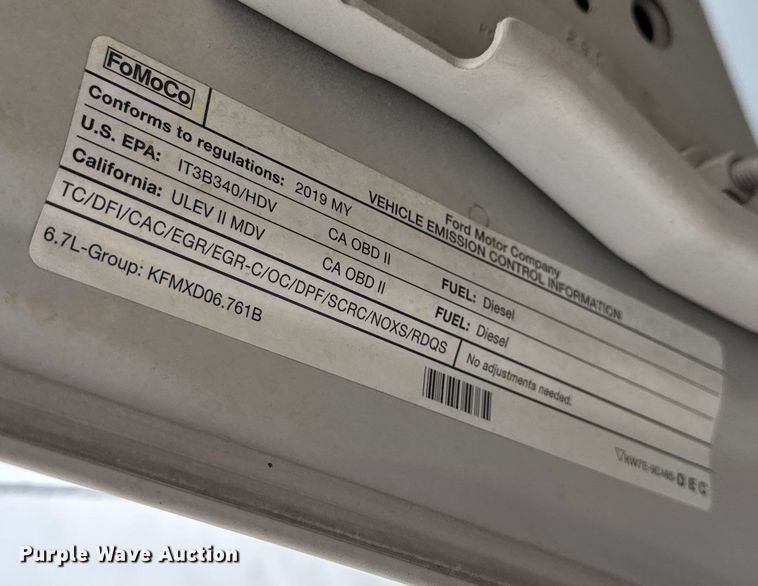 FoMoCo
Ford Motor Company
VEHICLE EMISSION CONTROL INFORMATION
Conforms to regulations: 2019 MY
U.S. EPA: IT3B340/HDV CA OBD II FUEL: Diesel
California: ULEV II MDV CA OBD II FUEL: Diesel
TC/DFI/CAC/EGR/EGR-C/OC/DPF/SCRC/NOXS/RDQS No adjustments needed.
6.7L-Group: KFMXD06.761B
Purple Wave Auction